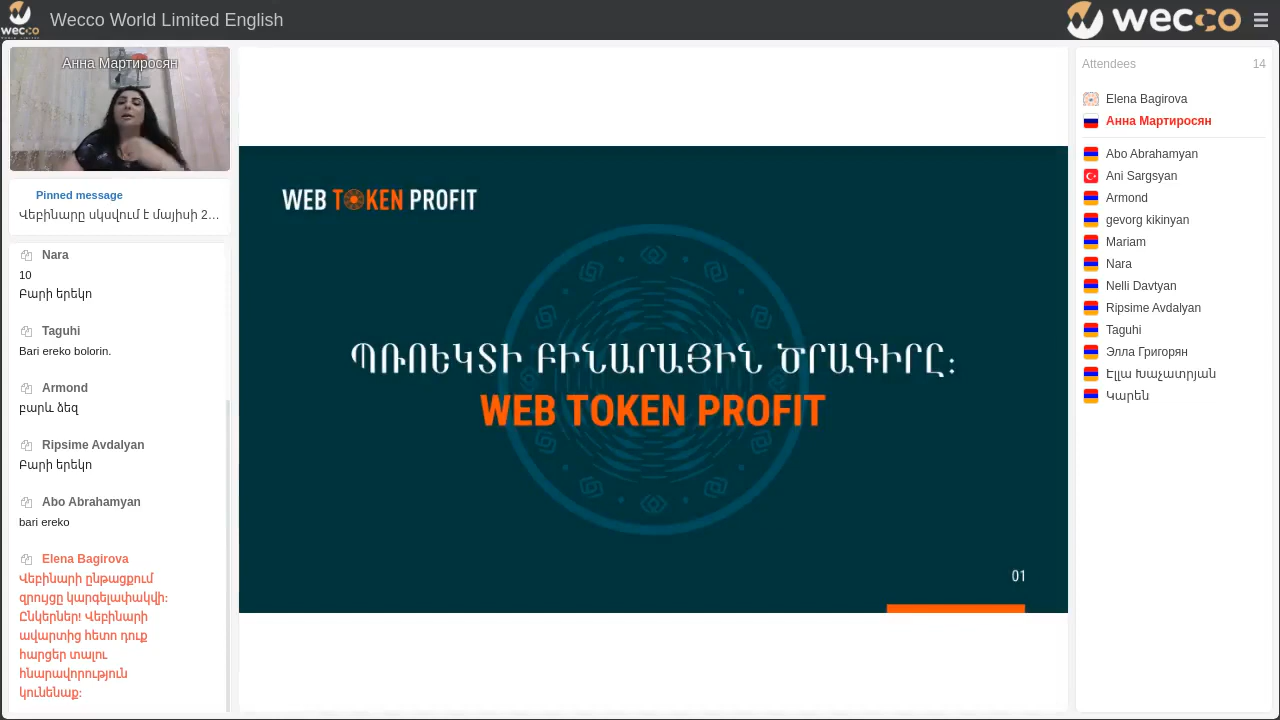 wecco
Wecco World Limited English
wecco
Анна Мартиросян
Pinned message
Վեբինարը սկսվում է մայիսի 2…
Nara
10
Բարի երեկո
Taguhi
Bari ereko bolorin.
Armond
բարև ձեզ
Ripsime Avdalyan
Բարի երեկո
Abo Abrahamyan
bari ereko
Elena Bagirova
Վեբինարի ընթացքում
զրույցը կարգելափակվի:
Ընկերներ! Վեբինարի
ավարտից հետո դուք
հարցեր տալու
հնարավորություն
կունենաք:
WEB TOKEN PROFIT
ՊՌՈԵԿՏԻ ԲԻՆԱՐԱՅԻՆ ԾՐԱԳԻՐԸ:
WEB TOKEN PROFIT
01
Attendees 14
Elena Bagirova
Анна Мартиросян
Abo Abrahamyan
Ani Sargsyan
Armond
gevorg kikinyan
Mariam
Nara
Nelli Davtyan
Ripsime Avdalyan
Taguhi
Элла Григорян
Էլլա Խաչատրյան
Կարեն